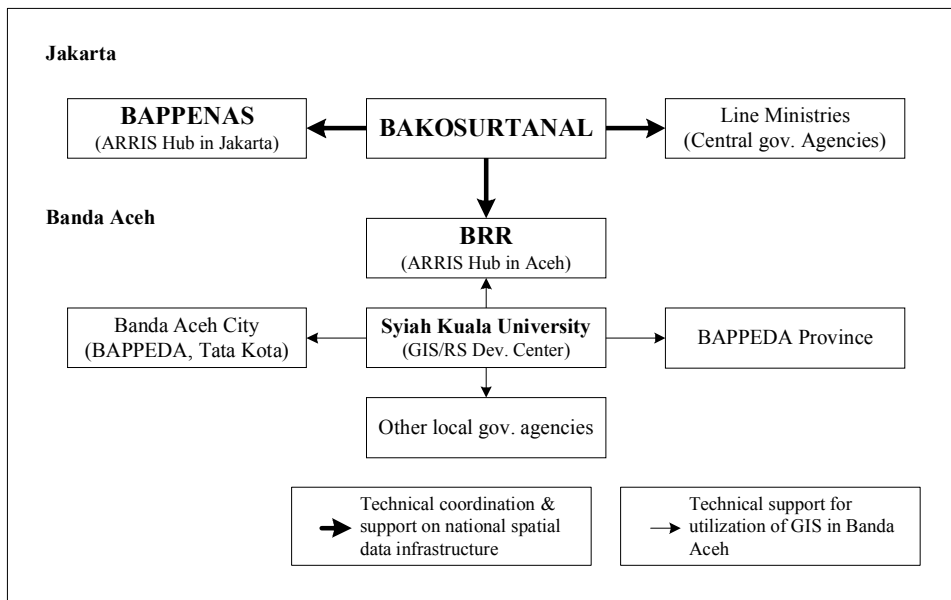 Jakarta
BAPPENAS
(ARRIS Hub in Jakarta)
BAKOSURTANAL
Line Ministries
(Central gov. Agencies)
Banda Aceh
BRR
(ARRIS Hub in Aceh)
Banda Aceh City
(BAPPEDA, Tata Kota)
Syiah Kuala University
(GIS/RS Dev. Center)
BAPPEDA Province
Other local gov. agencies
Technical coordination &
support on national spatial
data infrastructure
Technical support for
utilization of GIS in Banda
Aceh